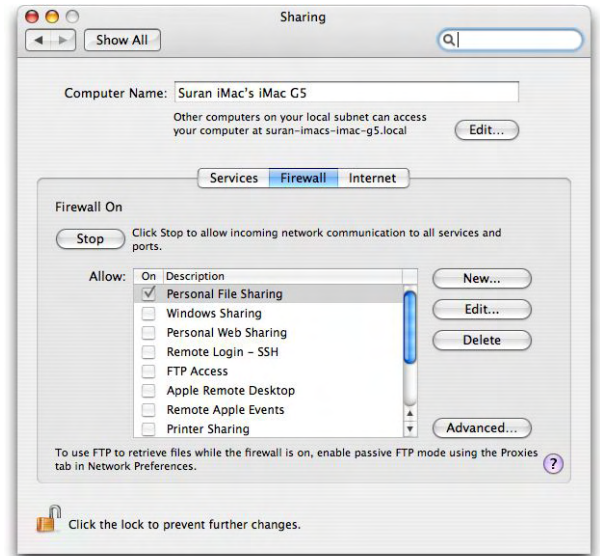 Sharing
Show All
Computer Name: Suran iMac's iMac G5
Other computers on your local subnet can access
your computer at suran-imacs-imac-g5.local
Edit...
Services Firewall Internet
Firewall On
Stop
Click Stop to allow incoming network communication to all services and
ports.
Allow:
On Description
Personal File Sharing
Windows Sharing
Personal Web Sharing
Remote Login – SSH
FTP Access
Apple Remote Desktop
Remote Apple Events
Printer Sharing
New...
Edit...
Delete
Advanced...
To use FTP to retrieve files while the firewall is on, enable passive FTP mode using the Proxies
tab in Network Preferences.
?
Click the lock to prevent further changes.